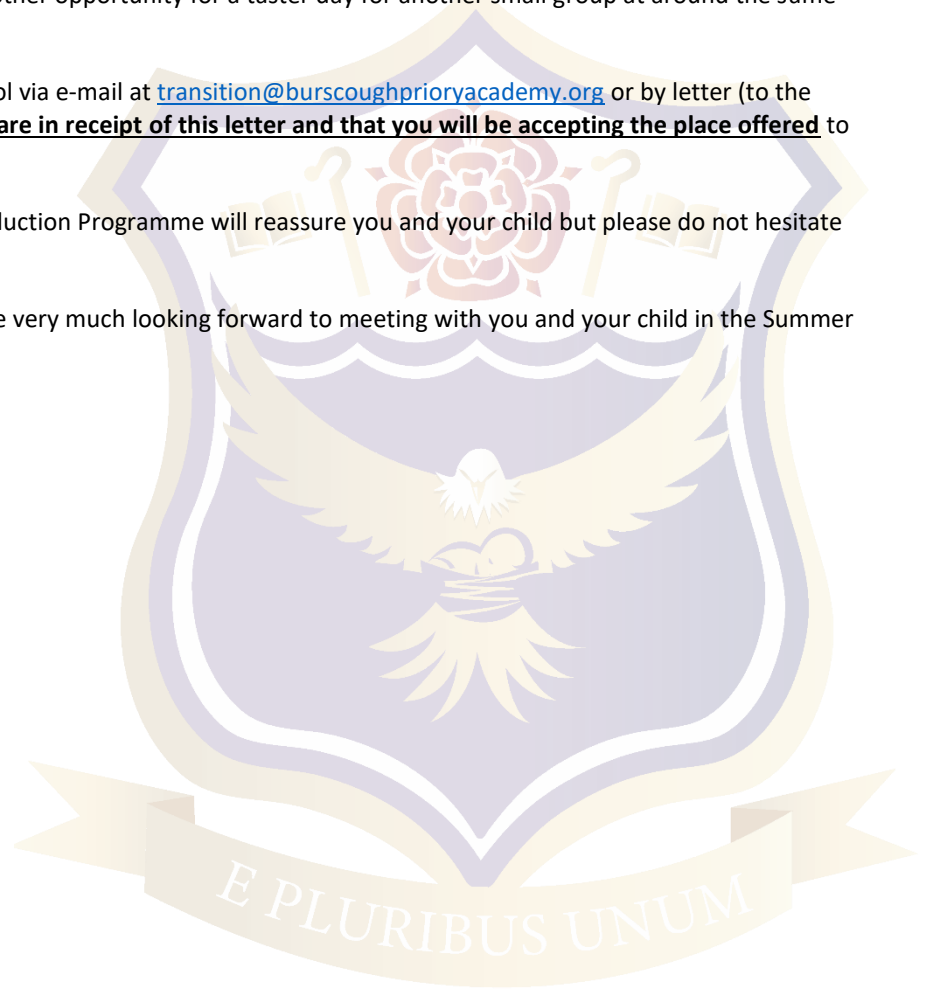 other opportunity for a taster day for another small group at around the same
ol via e-mail at transition@burscoughprioryacademy.org or by letter (to the
are in receipt of this letter and that you will be accepting the place offered to
duction Programme will reassure you and your child but please do not hesitate
e very much looking forward to meeting with you and your child in the Summer
E PLURIBUS UNUM